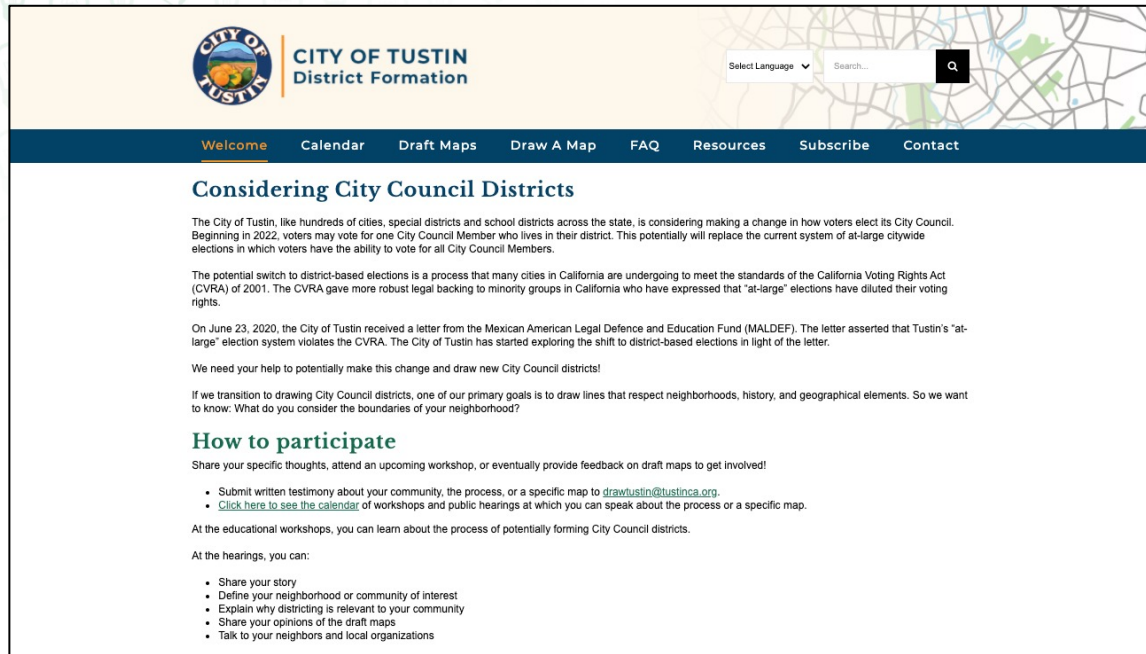 CITY OF TUSTIN
CITY OF TUSTIN
District Formation
Select Language
Search...
Welcome Calendar Draft Maps Draw A Map FAQ Resources Subscribe Contact
Considering City Council Districts
The City of Tustin, like hundreds of cities, special districts and school districts across the state, is considering making a change in how voters elect its City Council.
Beginning in 2022, voters may vote for one City Council Member who lives in their district. This potentially will replace the current system of at-large citywide
elections in which voters have the ability to vote for all City Council Members.
The potential switch to district-based elections is a process that many cities in California are undergoing to meet the standards of the California Voting Rights Act
(CVRA) of 2001. The CVRA gave more robust legal backing to minority groups in California who have expressed that “at-large” elections have diluted their voting
rights.
On June 23, 2020, the City of Tustin received a letter from the Mexican American Legal Defence and Education Fund (MALDEF). The letter asserted that Tustin’s “at-
large” election system violates the CVRA. The City of Tustin has started exploring the shift to district-based elections in light of the letter.
We need your help to potentially make this change and draw new City Council districts!
If we transition to drawing City Council districts, one of our primary goals is to draw lines that respect neighborhoods, history, and geographical elements. So we want
to know: What do you consider the boundaries of your neighborhood?
How to participate
Share your specific thoughts, attend an upcoming workshop, or eventually provide feedback on draft maps to get involved!
• Submit written testimony about your community, the process, or a specific map to drawtustin@tustinca.org.
• Click here to see the calendar of workshops and public hearings at which you can speak about the process or a specific map.
At the educational workshops, you can learn about the process of potentially forming City Council districts.
At the hearings, you can:
• Share your story
• Define your neighborhood or community of interest
• Explain why districting is relevant to your community
• Share your opinions of the draft maps
• Talk to your neighbors and local organizations